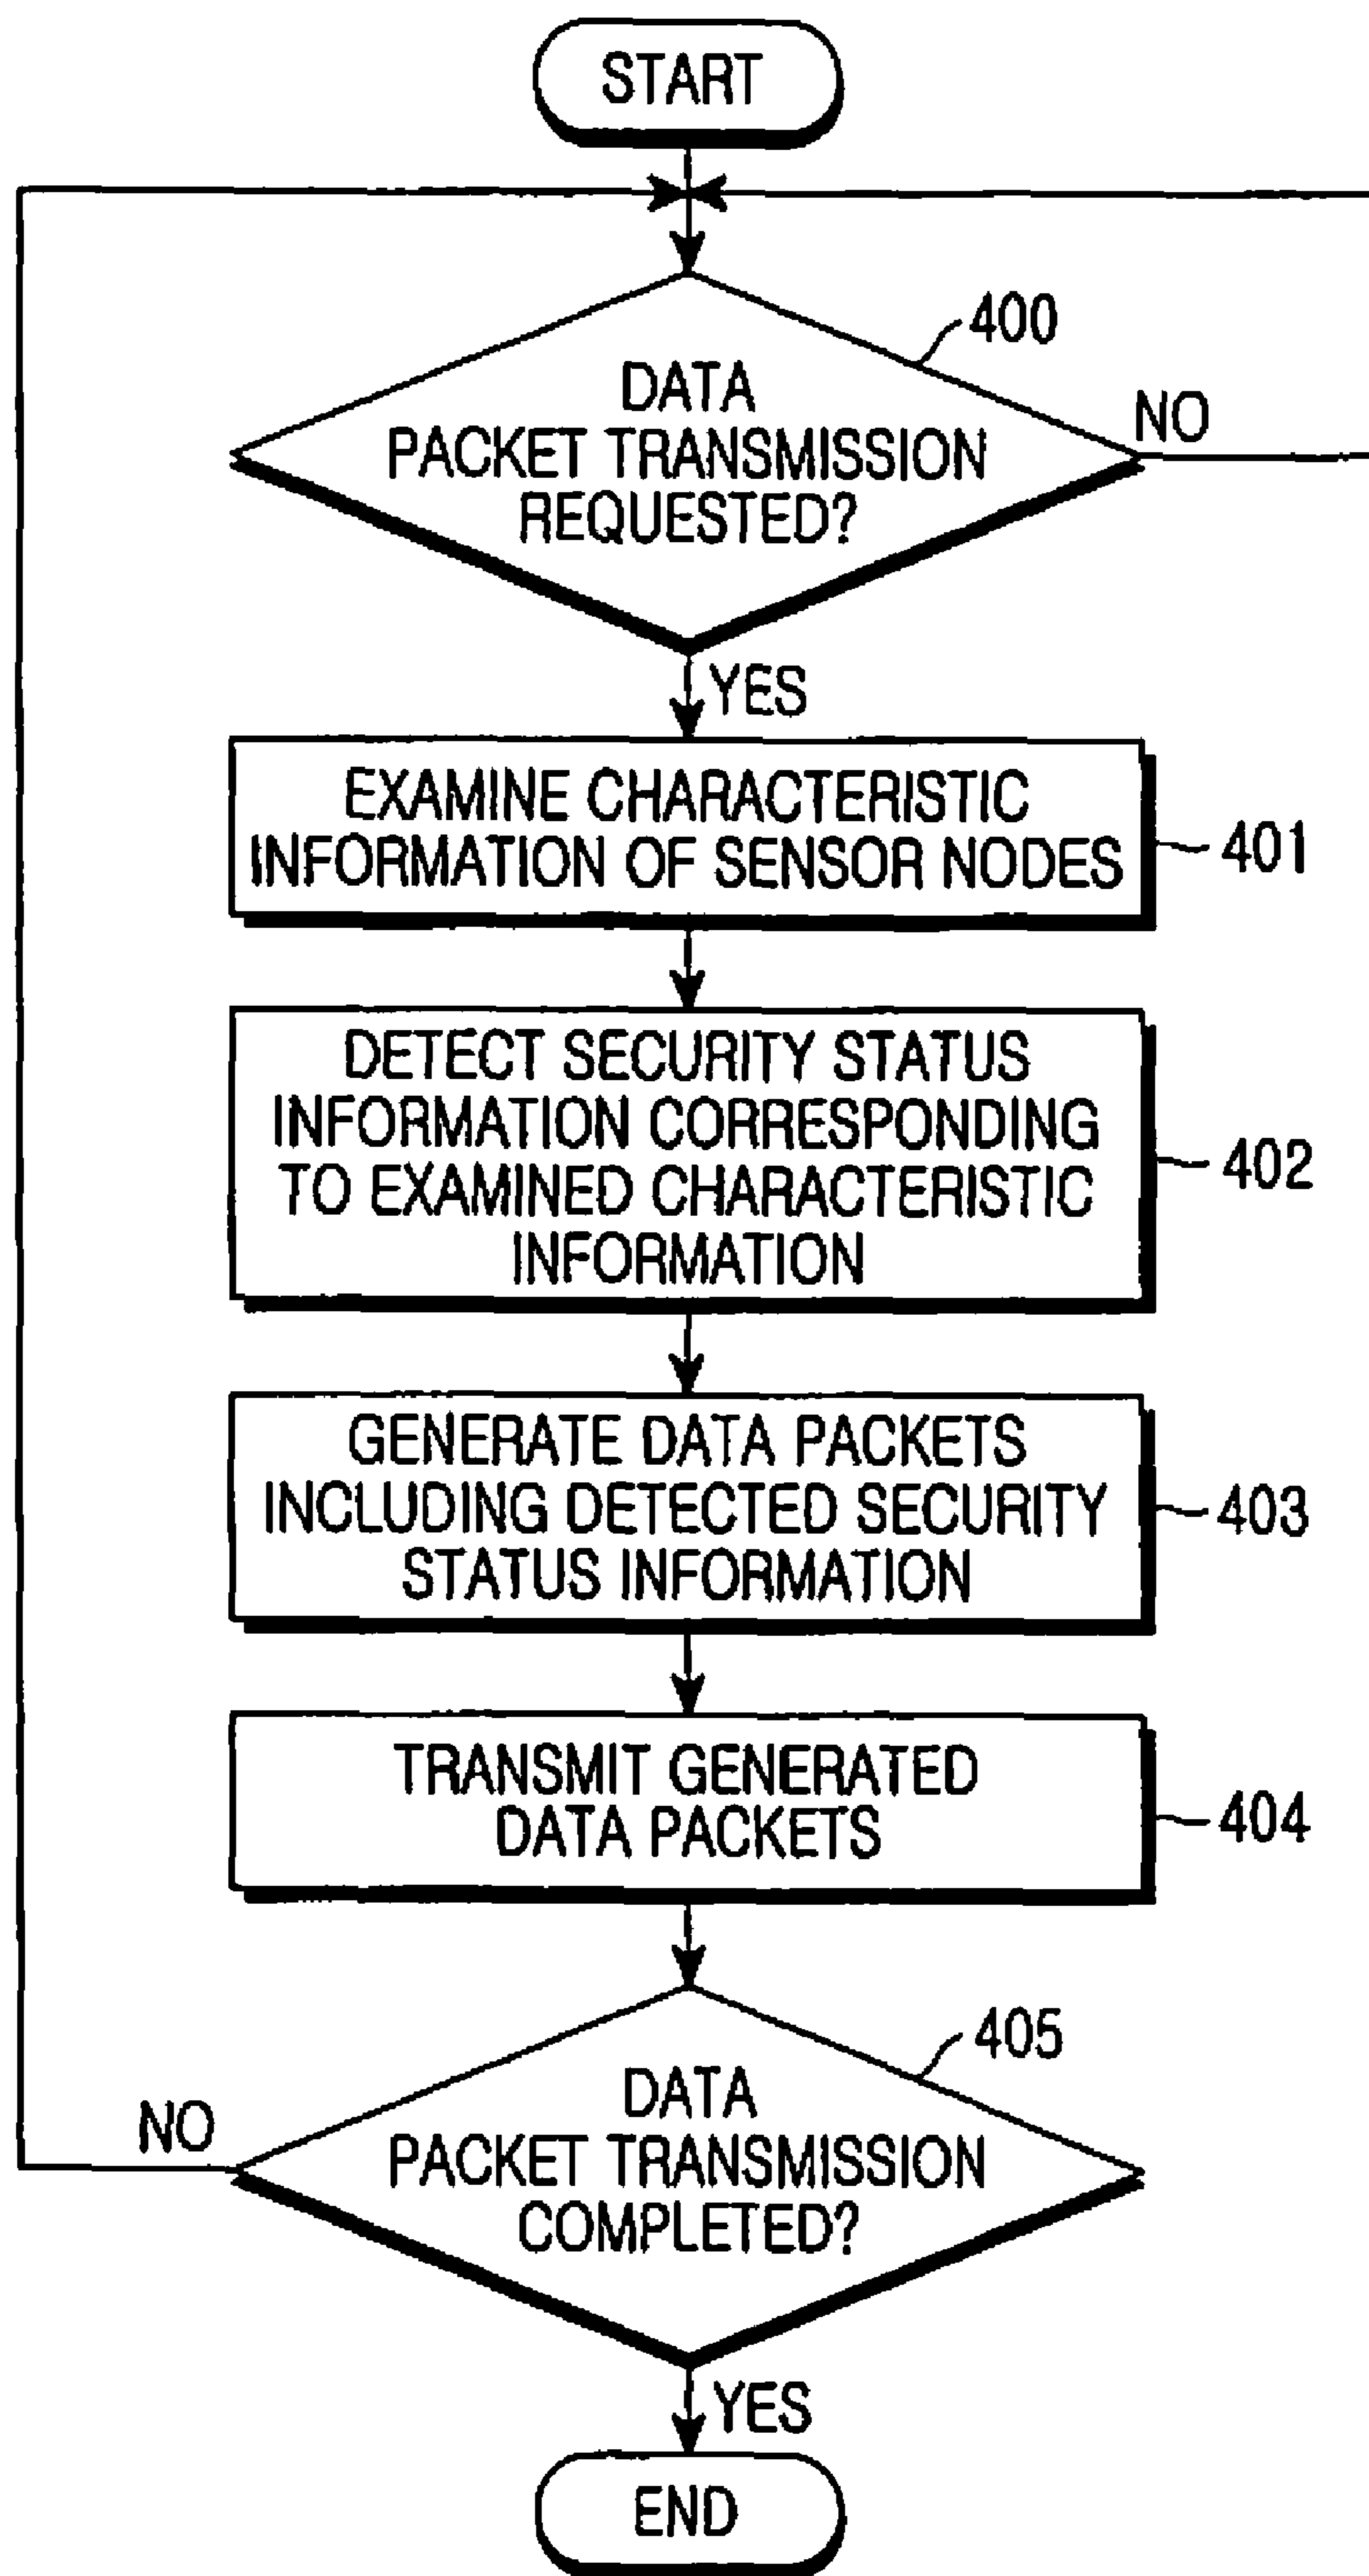 START
400
DATA
PACKET TRANSMISSION
REQUESTED?
NO
YES
EXAMINE CHARACTERISTIC
INFORMATION OF SENSOR NODES
401
DETECT SECURITY STATUS
INFORMATION CORRESPONDING
TO EXAMINED CHARACTERISTIC
INFORMATION
402
GENERATE DATA PACKETS
INCLUDING DETECTED SECURITY
STATUS INFORMATION
403
TRANSMIT GENERATED
DATA PACKETS
404
405
DATA
PACKET TRANSMISSION
COMPLETED?
NO
YES
END